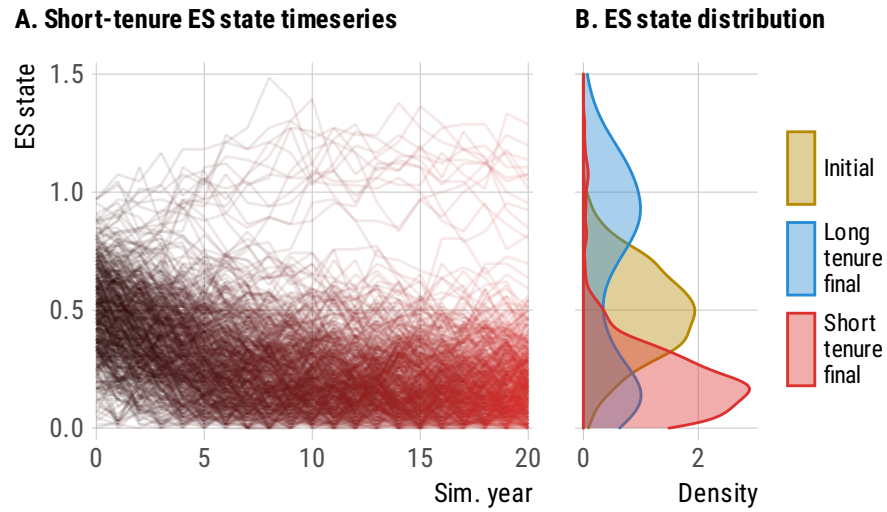 A. Short-tenure ES state timeseries
ES state
1.5
1.0
0.5
0.0
0
5
10
15
20
Sim. year
B. ES state distribution
0
2
Density
Initial
Long
tenure
final
Short
tenure
final